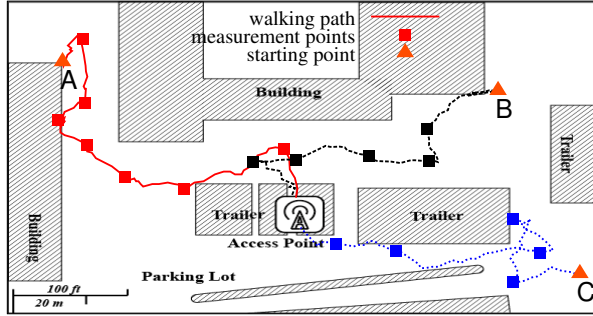 walking path
measurement points
starting point
A
Building
B
Trailer
Building
Trailer
Trailer
Access Point
Parking Lot
C
100 ft
20 m